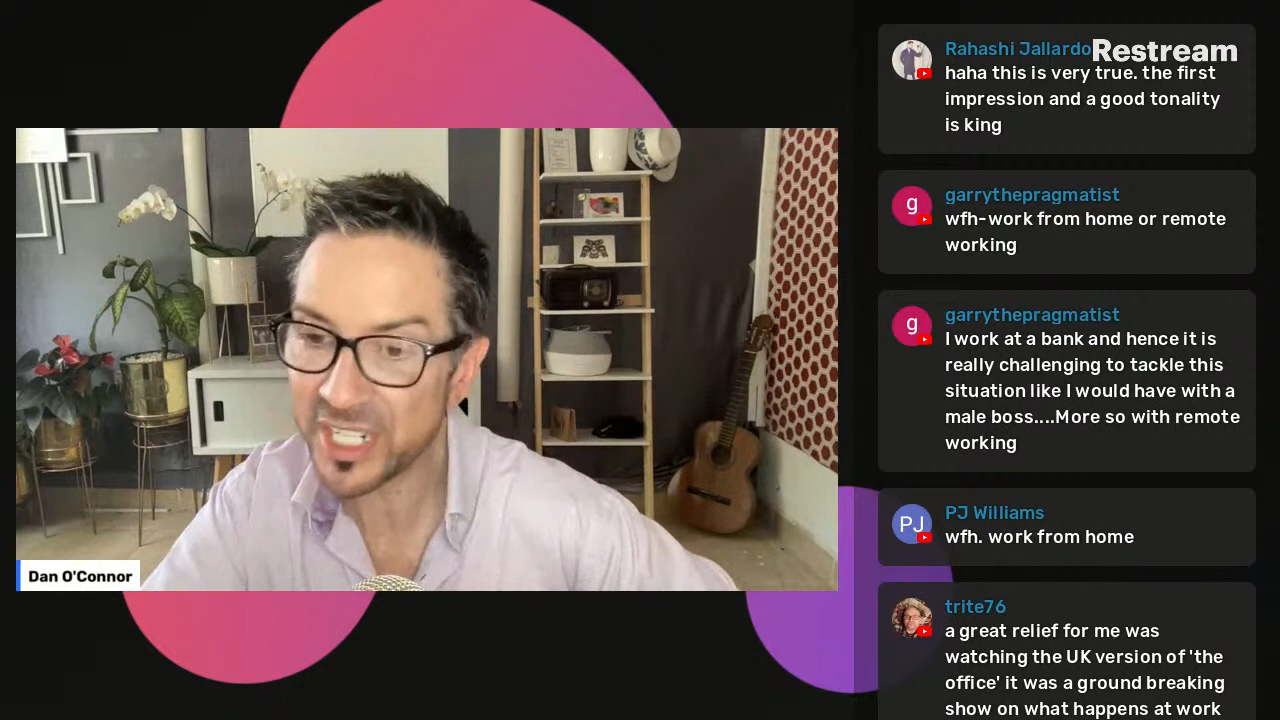 Restream
Rahashi Jallardo
haha this is very true. the first
impression and a good tonality
is king
g
garrythepragmatist
wfh-work from home or remote
working
g
garrythepragmatist
I work at a bank and hence it is
really challenging to tackle this
situation like I would have with a
male boss....More so with remote
working
PJ
PJ Williams
wfh. work from home
trite76
a great relief for me was
watching the UK version of 'the
office' it was a ground breaking
show on what happens at work
Dan O'Connor